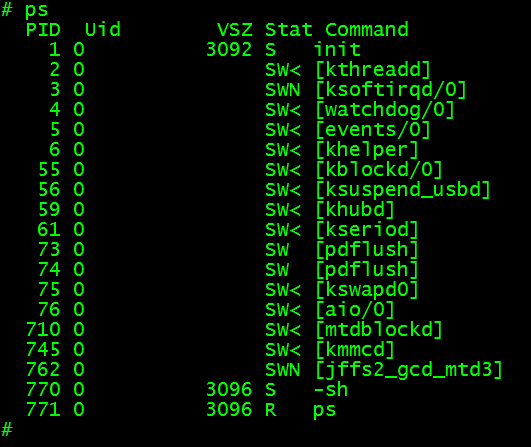 # ps
  PID  Uid        VSZ Stat Command
    1 0          3092 S   init
    2 0               SW< [kthreadd]
    3 0               SWN [ksoftirqd/0]
    4 0               SW< [watchdog/0]
    5 0               SW< [events/0]
    6 0               SW< [khelper]
   55 0               SW< [kblockd/0]
   56 0               SW< [ksuspend_usbd]
   59 0               SW< [khubd]
   61 0               SW< [kseriod]
   73 0               SW  [pdflush]
   74 0               SW  [pdflush]
   75 0               SW< [kswapd0]
   76 0               SW< [aio/0]
  710 0               SW< [mtdblockd]
  745 0               SW< [kmmcd]
  762 0               SWN [jffs2_gcd_mtd3]
  770 0          3096 S   -sh
  771 0          3096 R   ps
#